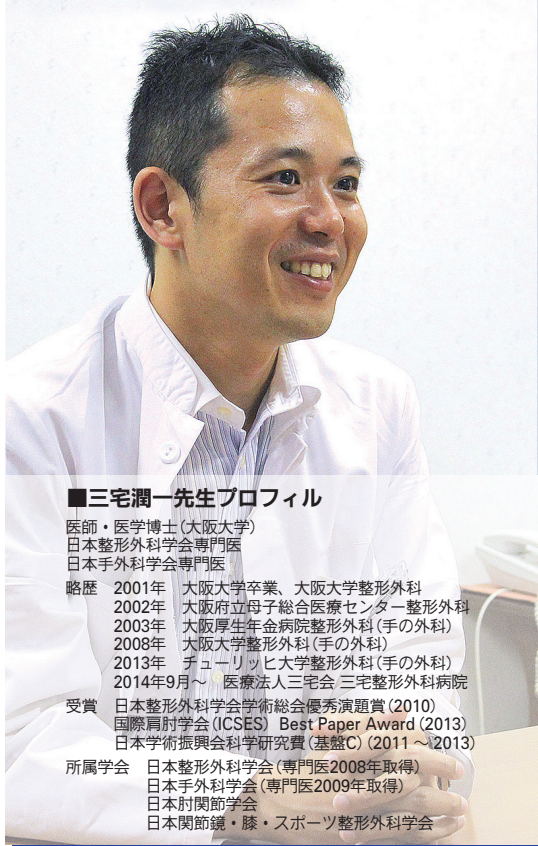 ■三宅潤一先生プロフィル
医師・医学博士（大阪大学）
日本整形外科学会専門医
日本手外科学会専門医
略歴　2001年　大阪大学卒業、大阪大学整形外科
2002年　大阪府立母子総合医療センター整形外科
2003年　大阪厚生年金病院整形外科（手の外科）
2008年　大阪大学整形外科（手の外科）
2013年　チューリッヒ大学整形外科（手の外科）
2014年9月～　医療法人三宅会 三宅整形外科病院
受賞　日本整形外科学会学術総会優秀演題賞（2010）
国際肩肘学会（ICSES）Best Paper Award（2013）
日本学術振興会科学研究費（基盤C）（2011～2013）
所属学会　日本整形外科学会（専門医2008年取得）
日本手外科学会（専門医2009年取得）
日本肘関節学会
日本関節鏡・膝・スポーツ整形外科学会